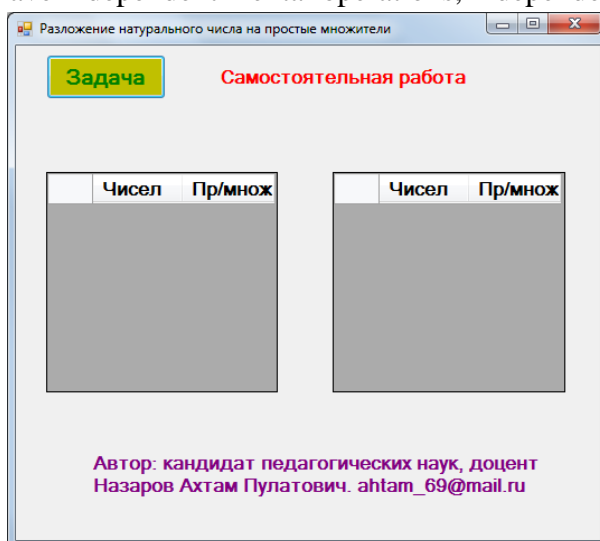 Разложение натурального числа на простые множители
Задача Самостоятельная работа
Чисел Пр/множ Чисел Пр/множ
Автор: кандидат педагогических наук, доцент
Назаров Ахтам Пулатович. ahtam_69@mail.ru